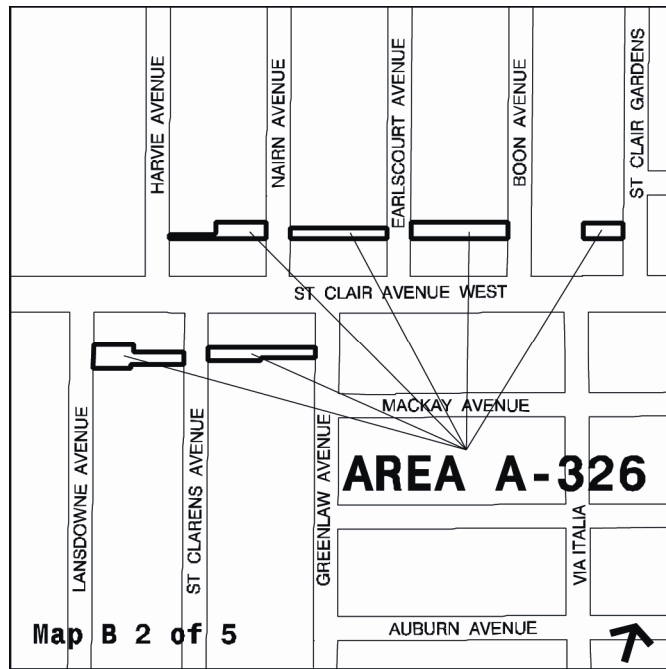 HARVIE AVENUE
NAIRN AVENUE
EARLSCOURT AVENUE
BOON AVENUE
ST CLAIR GARDENS
ST CLAIR AVENUE WEST
LANSDOWNE AVENUE
ST CLARENS AVENUE
GREENLAW AVENUE
MACKAY AVENUE
AREA A-326
VIA ITALIA
AUBURN AVENUE
Map B 2 of 5